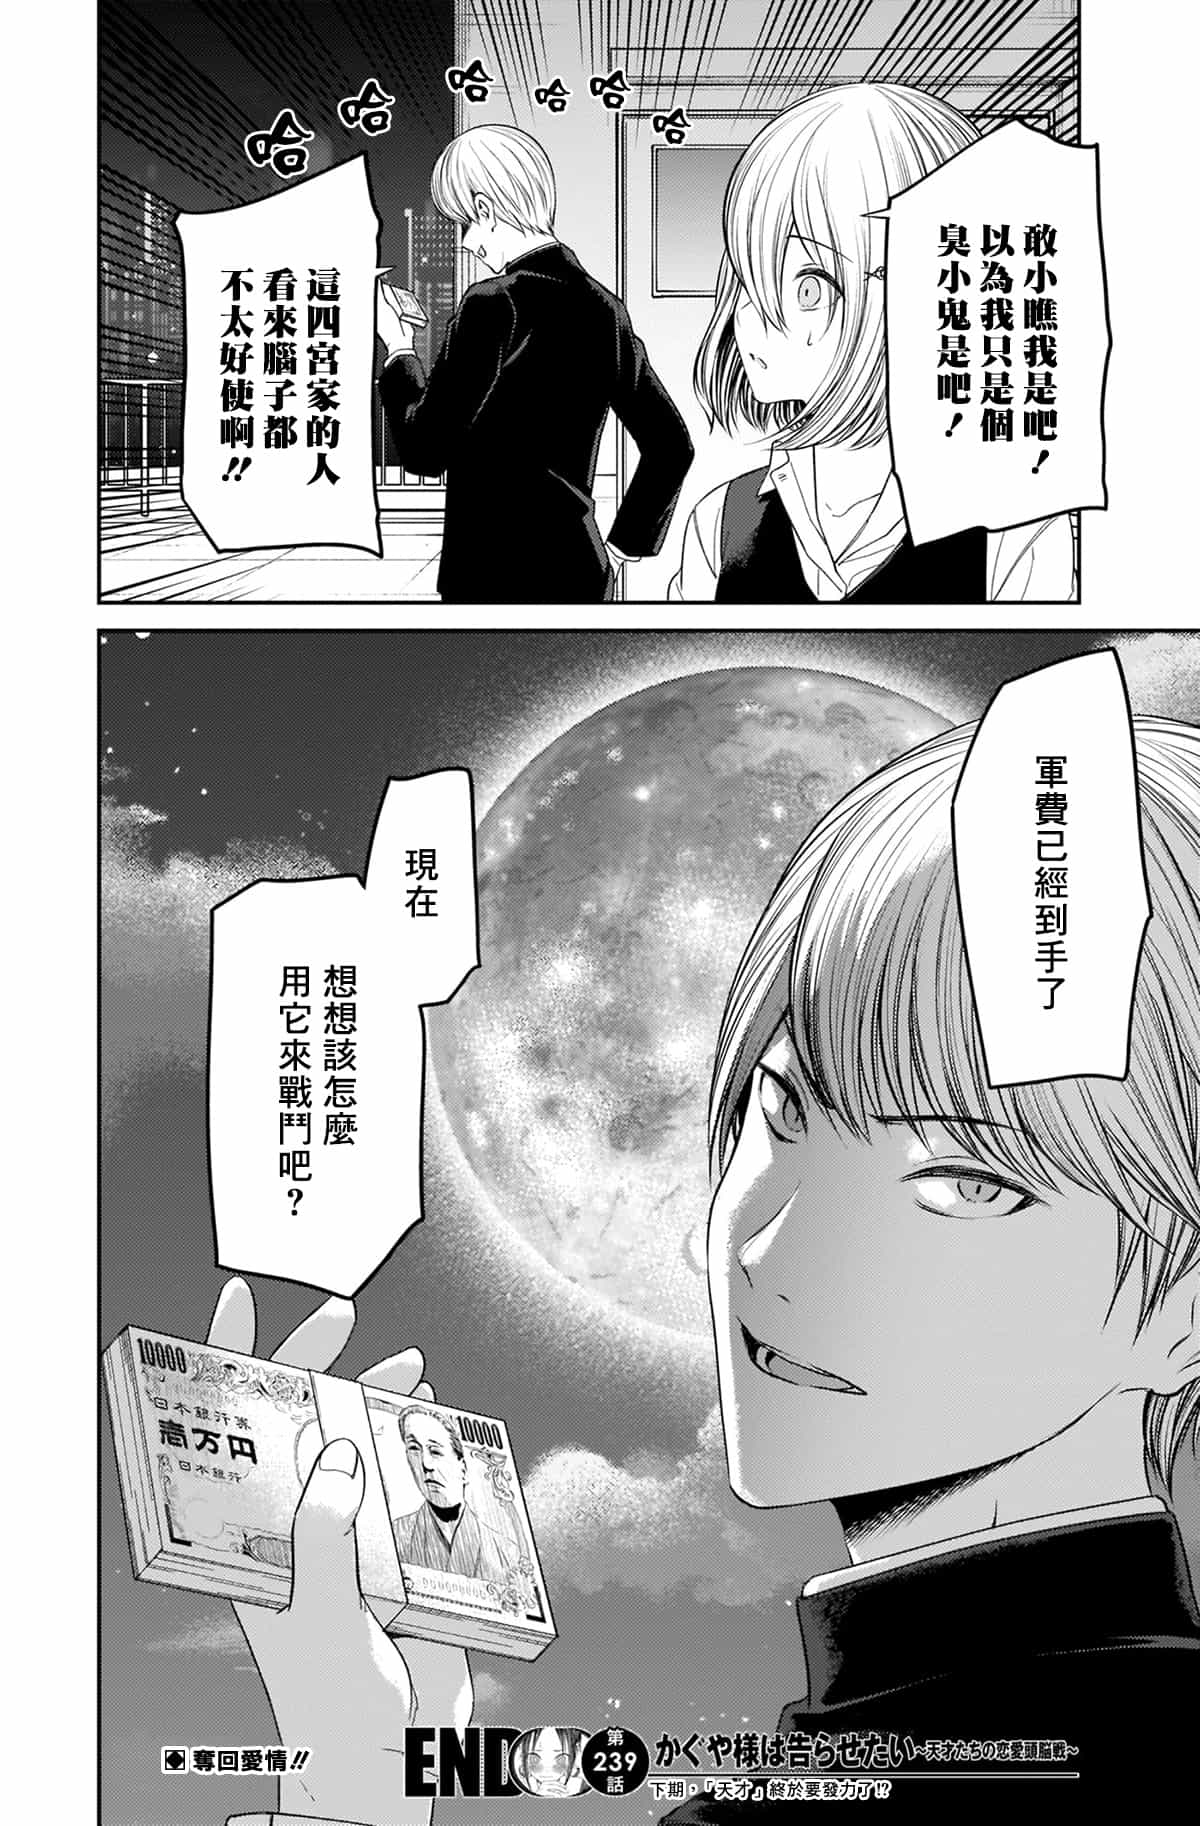 敢小瞧我是吧！
以為我只是個
臭小鬼是吧！
哈
哈
哈
哈
哈
哈
這四宮家的人
看來腦子都
不太好使啊!!
軍費已經到手了
現在
想想該怎麼
用它來戰鬥吧？
10000
日本銀行券
壱万円
日本銀行
10000
奪回愛情!!
END
第
239
話
かぐや様は告らせたい～天才たちの恋愛頭脳戦～
下期，「天才」終於要發力了!?